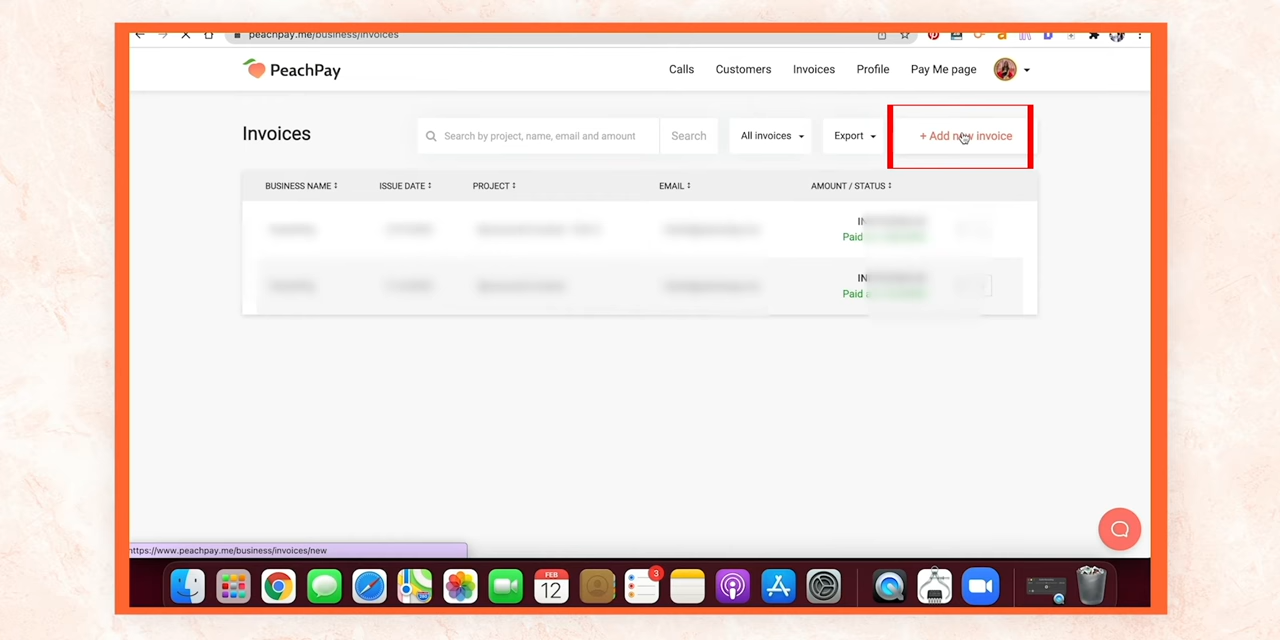 peachpay.me/business/invoices
PeachPay
Calls
Customers
Invoices
Profile
Pay Me page
Invoices
Search by project, name, email and amount
Search
All invoices
Export
+ Add new invoice
BUSINESS NAME
ISSUE DATE
PROJECT
EMAIL
AMOUNT / STATUS
Paid
Paid
https://www.peachpay.me/business/invoices/new
FEB
12
3